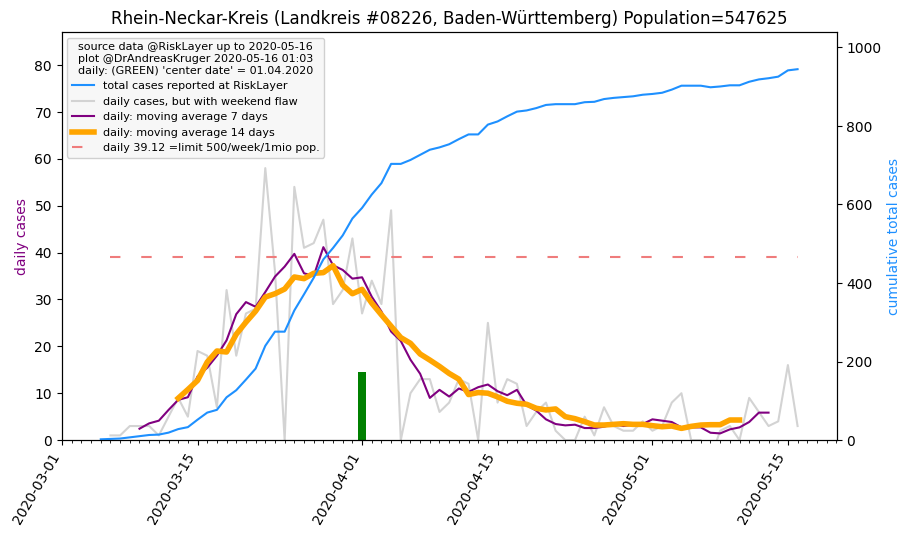 Rhein-Neckar-Kreis (Landkreis #08226, Baden-Württemberg) Population=547625
source data @RiskLayer up to 2020-05-16
plot @DrAndreasKruger 2020-05-16 01:03
daily: (GREEN) 'center date' = 01.04.2020
total cases reported at RiskLayer
daily cases, but with weekend flaw
daily: moving average 7 days
daily: moving average 14 days
daily 39.12 =limit 500/week/1mio pop.
daily cases
80
70
60
50
40
30
20
10
0
cumulative total cases
1000
800
600
400
200
0
2020-03-01
2020-03-15
2020-04-01
2020-04-15
2020-05-01
2020-05-15